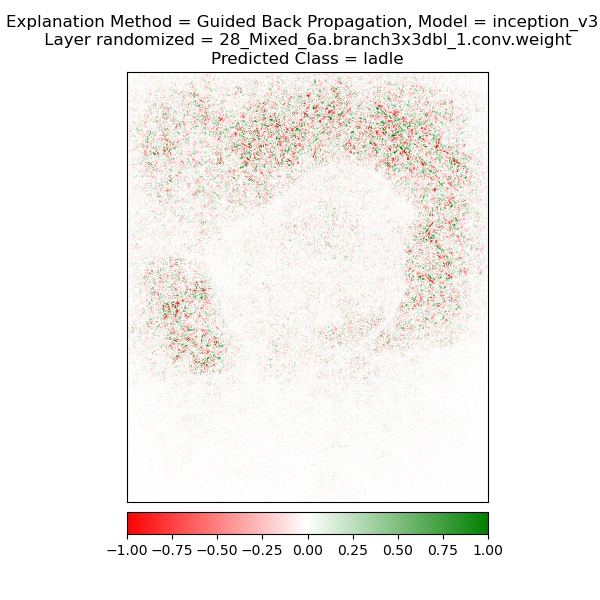 Explanation Method = Guided Back Propagation, Model = inception_v3
Layer randomized = 28_Mixed_6a.branch3x3dbl_1.conv.weight
Predicted Class = ladle
−1.00 −0.75 −0.50 −0.25 0.00 0.25 0.50 0.75 1.00